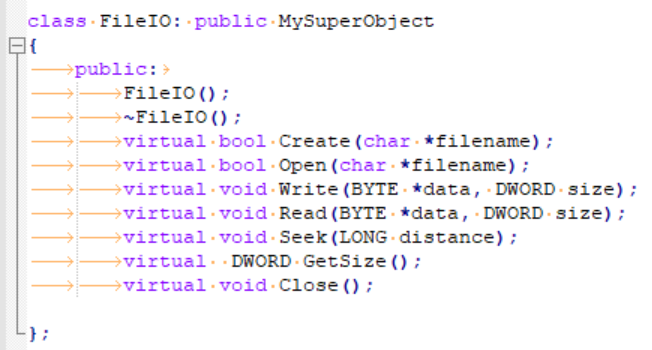 class FileIO: public MySuperObject
{
public:
FileIO();
~FileIO();
virtual bool Create(char *filename);
virtual bool Open(char *filename);
virtual void Write(BYTE *data, DWORD size);
virtual void Read(BYTE *data, DWORD size);
virtual void Seek(LONG distance);
virtual  DWORD GetSize();
virtual void Close();
};